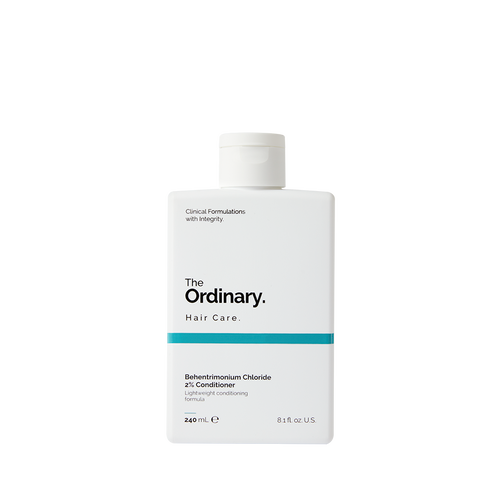 Clinical Formulations
with Integrity.
The
Ordinary.
Hair Care.
Behentrimonium Chloride
2% Conditioner
Lightweight conditioning
formula
240 mL ℮ 8.1 fl. oz. U.S.